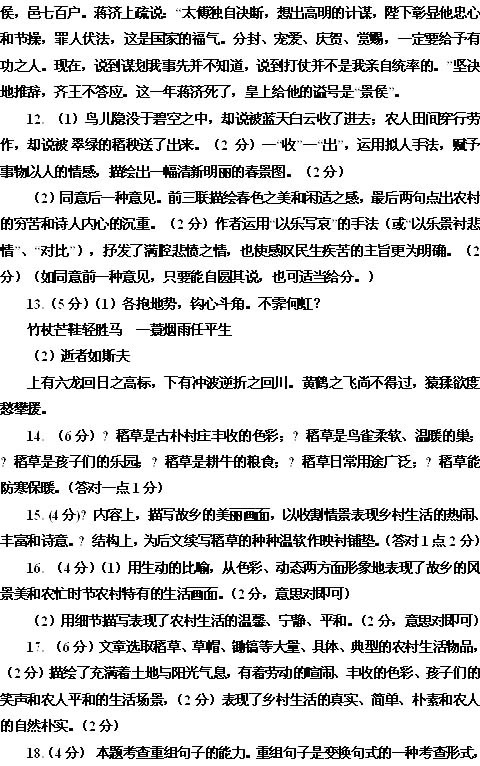 侯，邑七百户。蒋济上疏说：“太傅独自决断，想出高明的计谋，陛下彰显他忠心
和节操，罪人伏法，这是国家的福气。分封、宠爱、庆贺、赏赐，一定要给予有
功之人。现在，说到谋划我事先并不知道，说到打仗并不是我亲自统率的。”坚决
地推辞，齐王不答应。这一年蒋济死了，皇上给他的谥号是“景侯”。
12. （1）鸟儿隐没于碧空之中，却说被蓝天白云收了进去；农人田间穿行劳
作，却说被 翠绿的稻秧送了出来。（2 分）一“收”一“出”，运用拟人手法，赋予
事物以人的情感，描绘出一幅清新明丽的春景图。（2 分）
（2）同意后一种意见。前三联描绘春色之美和闲适之感，最后两句点出农村
的穷苦和诗人内心的沉重。（2 分）作者运用“以乐写哀”的手法（或“以乐景衬悲
情”、“对比”），抒发了满腔悲愤之情，也使感叹民生疾苦的主旨更为明确。（2
分）（如同意前一种意见，只要能自圆其说，也可适当给分。）
13.（5 分）（1）各抱地势，钩心斗角。不霁何虹？
竹杖芒鞋轻胜马　一蓑烟雨任平生
（2）逝者如斯夫
上有六龙回日之高标，下有冲波逆折之回川。黄鹤之飞尚不得过，猿猱欲度
愁攀援。
14. （6 分）？稻草是古朴村庄丰收的色彩；？稻草是鸟雀柔软、温暖的巢；
？稻草是孩子们的乐园；？稻草是耕牛的粮食；？稻草日常用途广泛；？稻草能
防寒保暖。（答对一点 1 分）
15. (4 分)？内容上，描写故乡的美丽画面，以收割情景表现乡村生活的热闹、
丰富和诗意。？结构上，为后文续写稻草的种种温软作映衬铺垫。（答对 1 点 2 分）
16. （4 分）（1）用生动的比喻，从色彩、动态两方面形象地表现了故乡的风
景美和农忙时节农村特有的生活画面。（2 分，意思对即可）
（2）用细节描写表现了农村生活的温馨、宁静、平和。（2 分，意思对即可）
17. （6 分）文章选取稻草、草帽、锄镐等大量、具体、典型的农村生活物品，
（2 分）描绘了充满着土地与阳光气息，有着劳动的喧闹、丰收的色彩、孩子们的
笑声和农人平和的生活场景，（2 分）表现了乡村生活的真实、简单、朴素和农人
的自然朴实。（2 分）
18.（4 分） 本题考查重组句子的能力。重组句子是变换句式的一种考查形式，